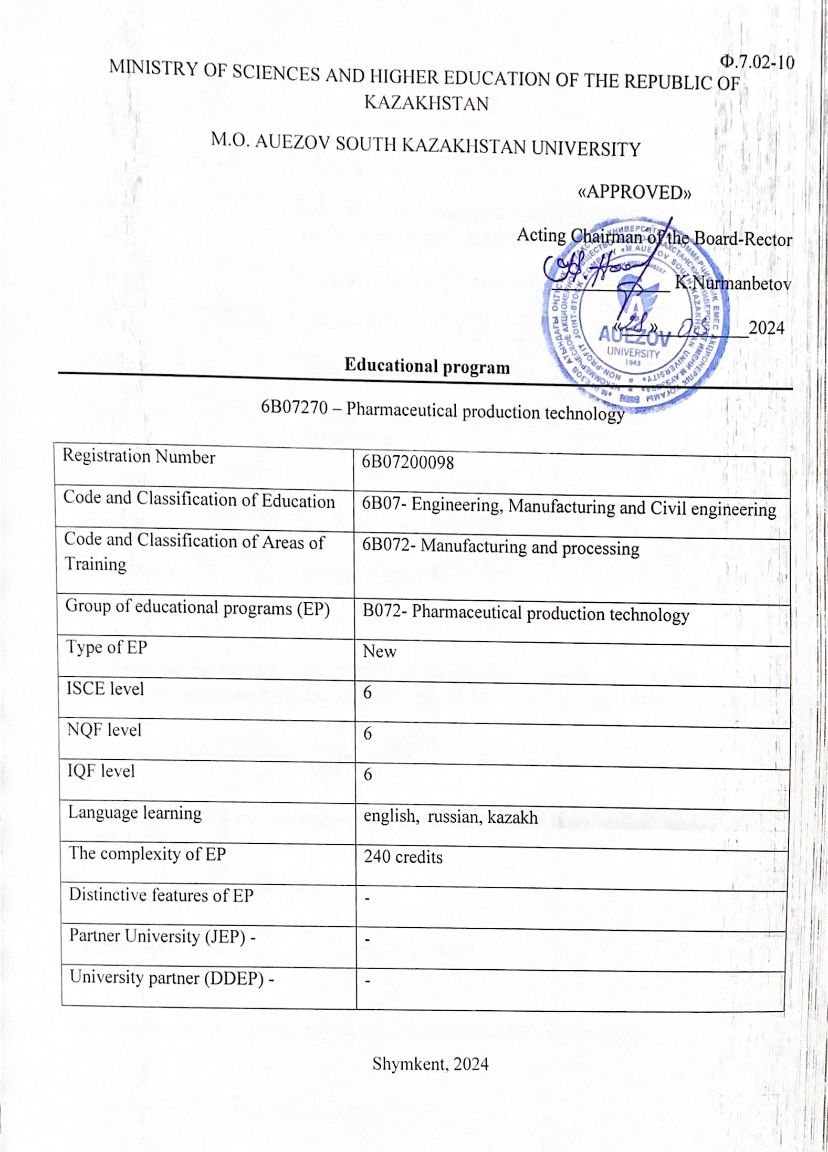 Ф.7.02-10
MINISTRY OF SCIENCES AND HIGHER EDUCATION OF THE REPUBLIC OF
KAZAKHSTAN
M.O. AUEZOV SOUTH KAZAKHSTAN UNIVERSITY
«APPROVED»
Acting Chairman of the Board-Rector
K.Nurmanbetov
«28» 03 2024
AUEZOV
UNIVERSITY
1943
Educational program
6B07270 – Pharmaceutical production technology
Registration Number 6B07200098
Code and Classification of Education 6B07- Engineering, Manufacturing and Civil engineering
Code and Classification of Areas of 6B072- Manufacturing and processing
Training
Group of educational programs (EP) B072- Pharmaceutical production technology
Type of EP New
ISCE level 6
NQF level 6
IQF level 6
Language learning english, russian, kazakh
The complexity of EP 240 credits
Distinctive features of EP -
Partner University (JEP) - -
University partner (DDEP) - -
Shymkent, 2024